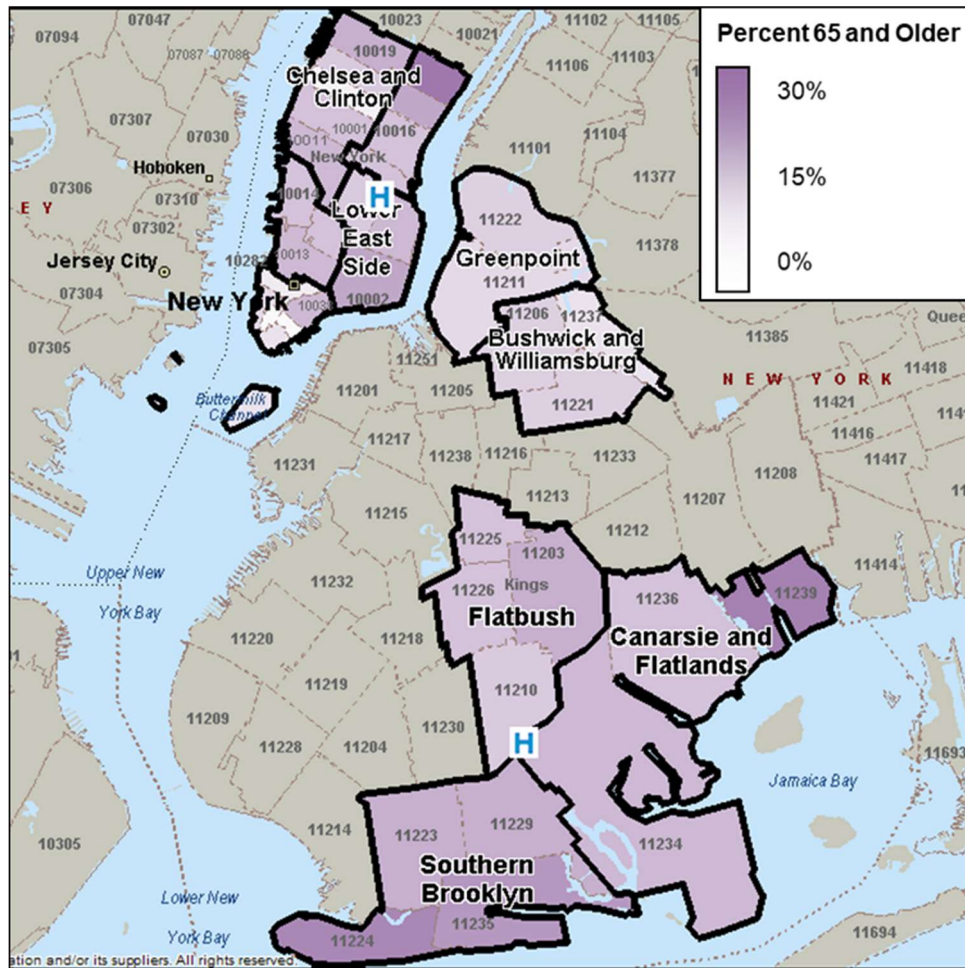 Percent 65 and Older
30%
15%
0%
07094
07047
07087
07086
10023
10021
11102
11105
10019
11106
11103
Chelsea and
Clinton
07307
07030
10001
10016
11104
10011
New York
11101
Hoboken
07306
E Y
07310
10014
H
11377
Lower
East
Side
11222
07302
11378
Greenpoint
10282
10013
Jersey City
11211
07304
New York
10038
10002
11206
11237
Bushwick and
Williamsburg
07305
11385
Quee
11251
11418
N E W Y O R K
11201
11205
Buttermilk
Channel
11221
11421
11416
11217
11238
11216
11233
11417
11231
11208
11213
11207
11215
11212
11225
11203
11414
Upper New
York Bay
11232
11226
Kings
11236
11239
Flatbush
11220
11218
Canarsie and
Flatlands
11219
11210
11209
11230
11228
11204
H
11693
Jamaica Bay
10305
11214
11223
11229
11234
Southern
Brooklyn
Lower New
York Bay
11224
11235
11694
ation and/or its suppliers. All rights reserved.